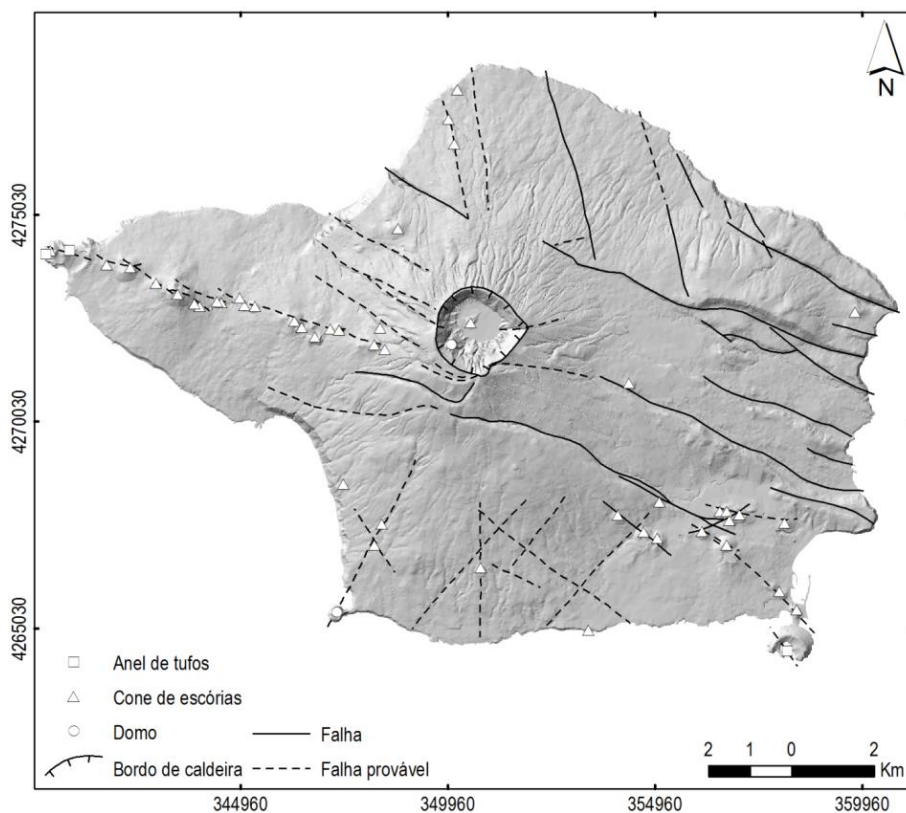 N
4275030
4270030
4265030
Anel de tufos
Cone de escórias
Domo
Falha
Bordo de caldeira
Falha provável
2 1 0 2
Km
344960 349960 354960 359960